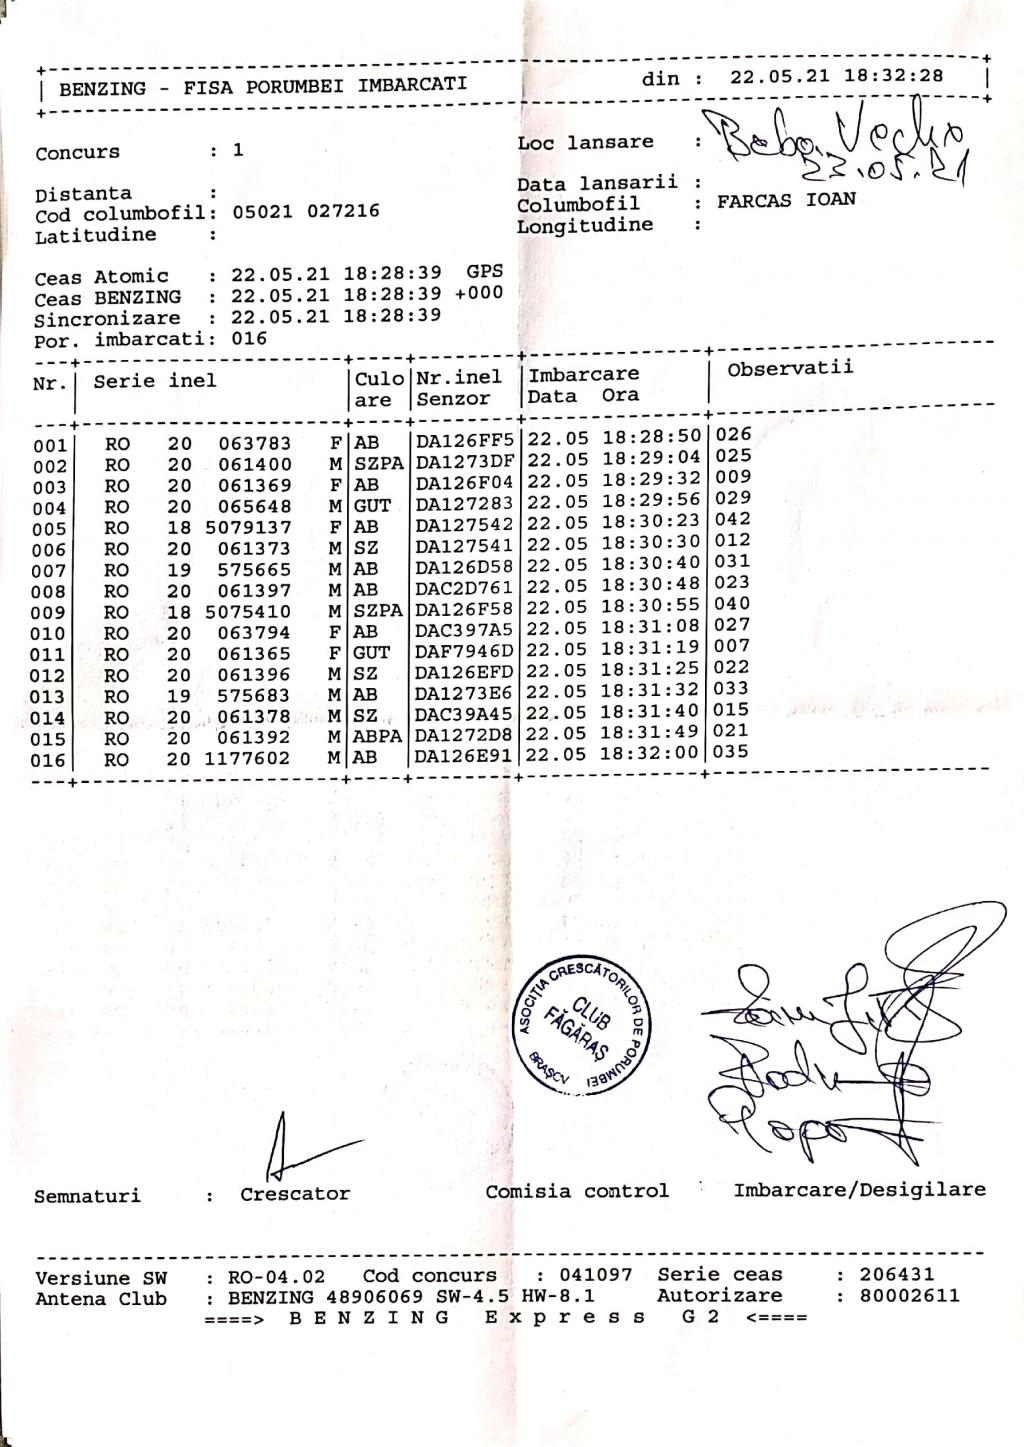 BENZING - FISA PORUMBEI IMBARCATI din : 22.05.21 18:32:28
Concurs : 1 Loc lansare : Baba Veche
Data lansarii : 23.05.21
Distanta :
Cod columbofil: 05021 027216 Columbofil : FARCAS IOAN
Latitudine : Longitudine :
Ceas Atomic : 22.05.21 18:28:39 GPS
Ceas BENZING : 22.05.21 18:28:39 +000
Sincronizare : 22.05.21 18:28:39
Por. imbarcati: 016
Nr. Serie inel Culo Nr.inel Imbarcare Observatii
are Senzor Data Ora
001 RO 20 063783 F AB DA126FF5 22.05 18:28:50 026
002 RO 20 061400 M SZPA DA1273DF 22.05 18:29:04 025
003 RO 20 061369 F AB DA126F04 22.05 18:29:32 009
004 RO 20 065648 M GUT DA127283 22.05 18:29:56 029
005 RO 18 5079137 F AB DA127542 22.05 18:30:23 042
006 RO 20 061373 M SZ DA127541 22.05 18:30:30 012
007 RO 19 575665 M AB DA126D58 22.05 18:30:40 031
008 RO 20 061397 M AB DAC2D761 22.05 18:30:48 023
009 RO 18 5075410 M SZPA DA126F58 22.05 18:30:55 040
010 RO 20 063794 F AB DAC397A5 22.05 18:31:08 027
011 RO 20 061365 F GUT DAF7946D 22.05 18:31:19 007
012 RO 20 061396 M SZ DA126EFD 22.05 18:31:25 022
013 RO 19 575683 M AB DA1273E6 22.05 18:31:32 033
014 RO 20 061378 M SZ DAC39A45 22.05 18:31:40 015
015 RO 20 061392 M ABPA DA1272D8 22.05 18:31:49 021
016 RO 20 1177602 M AB DA126E91 22.05 18:32:00 035
ASOCIȚIA CRESCĂTORILOR DE PORUMBEI
CLUB
FĂGĂRAȘ
BRAȘOV
Semnaturi : Crescator Comisia control : Imbarcare/Desigilare
Versiune SW : RO-04.02 Cod concurs : 041097 Serie ceas : 206431
Antena Club : BENZING 48906069 SW-4.5 HW-8.1 Autorizare : 80002611
====> B E N Z I N G E x p r e s s G 2 <====